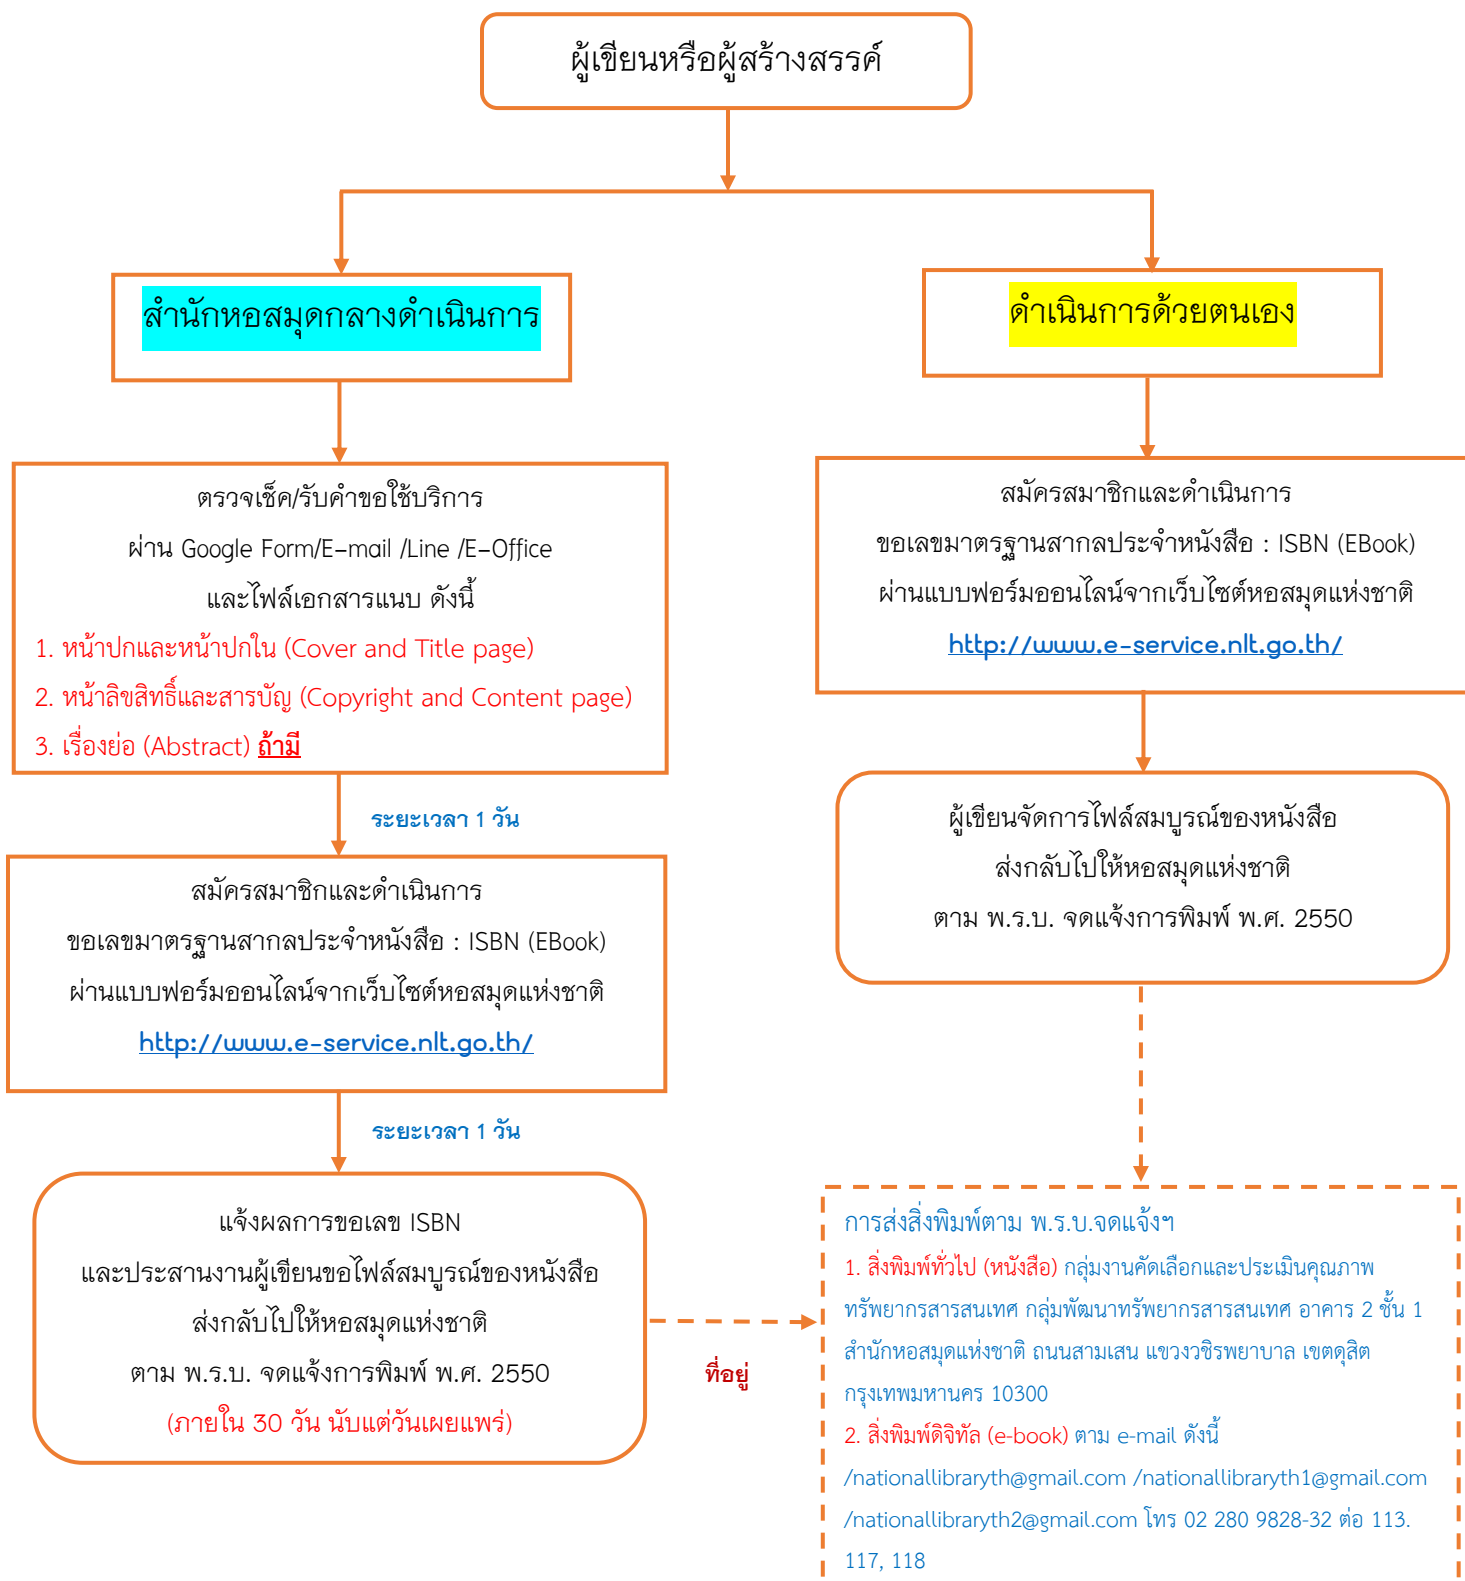 ผู้เขียนหรือผู้สร้างสรรค์
สำนักหอสมุดกลางดำเนินการ
ตรวจเช็ค/รับคำขอใช้บริการ
ผ่าน Google Form/E-mail /Line /E-Office
และไฟล์เอกสารแนบ ดังนี้
1. หน้าปกและหน้าปกใน (Cover and Title page)
2. หน้าลิขสิทธิ์และสารบัญ (Copyright and Content page)
3. เรื่องย่อ (Abstract) ถ้ามี
ระยะเวลา 1 วัน
สมัครสมาชิกและดำเนินการ
ขอเลขมาตรฐานสากลประจำหนังสือ : ISBN (EBook)
ผ่านแบบฟอร์มออนไลน์จากเว็บไซต์หอสมุดแห่งชาติ
http://www.e-service.nlt.go.th/
ระยะเวลา 1 วัน
แจ้งผลการขอเลข ISBN
และประสานงานผู้เขียนขอไฟล์สมบูรณ์ของหนังสือ
ส่งกลับไปให้หอสมุดแห่งชาติ
ตาม พ.ร.บ. จดแจ้งการพิมพ์ พ.ศ. 2550
(ภายใน 30 วัน นับแต่วันเผยแพร่)
ที่อยู่
ดำเนินการด้วยตนเอง
สมัครสมาชิกและดำเนินการ
ขอเลขมาตรฐานสากลประจำหนังสือ : ISBN (EBook)
ผ่านแบบฟอร์มออนไลน์จากเว็บไซต์หอสมุดแห่งชาติ
http://www.e-service.nlt.go.th/
ผู้เขียนจัดการไฟล์สมบูรณ์ของหนังสือ
ส่งกลับไปให้หอสมุดแห่งชาติ
ตาม พ.ร.บ. จดแจ้งการพิมพ์ พ.ศ. 2550
การส่งสิ่งพิมพ์ตาม พ.ร.บ.จดแจ้งฯ
1. สิ่งพิมพ์ทั่วไป (หนังสือ) กลุ่มงานคัดเลือกและประเมินคุณภาพ
ทรัพยากรสารสนเทศ กลุ่มพัฒนาทรัพยากรสารสนเทศ อาคาร 2 ชั้น 1
สำนักหอสมุดแห่งชาติ ถนนสามเสน แขวงวชิรพยาบาล เขตดุสิต
กรุงเทพมหานคร 10300
2. สิ่งพิมพ์ดิจิทัล (e-book) ตาม e-mail ดังนี้
/nationallibraryth@gmail.com /nationallibraryth1@gmail.com
/nationallibraryth2@gmail.com โทร 02 280 9828-32 ต่อ 113.
117, 118